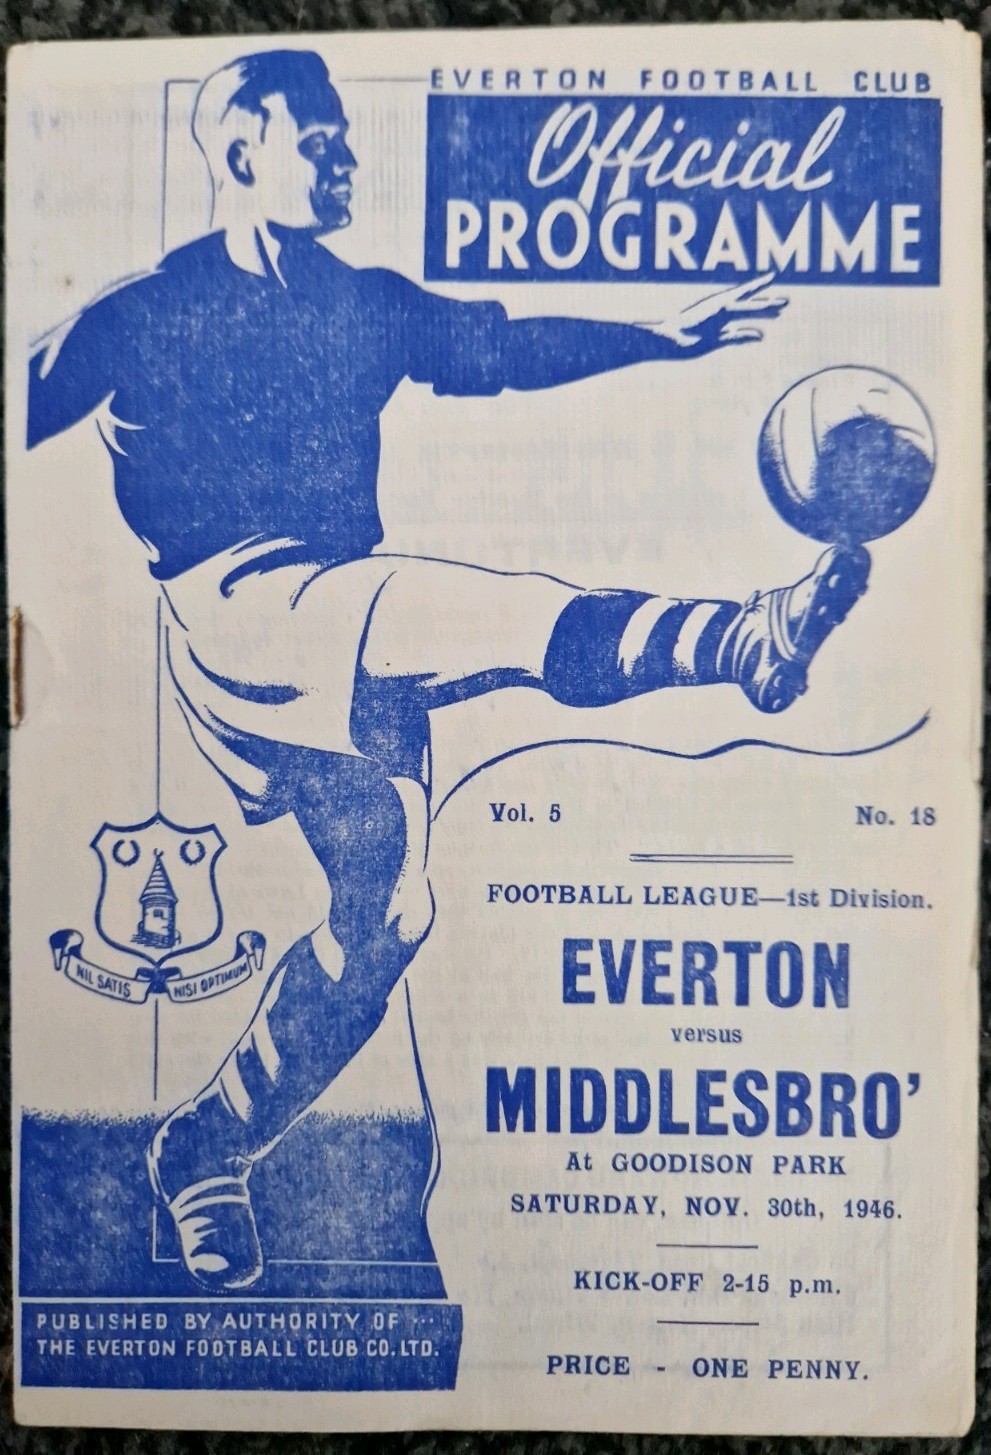 EVERTON FOOTBALL CLUB
Official
PROGRAMME
Vol. 5 No. 18
FOOTBALL LEAGUE—1st Division.
EVERTON
versus
MIDDLESBRO'
At GOODISON PARK
SATURDAY, NOV. 30th, 1946.
KICK-OFF 2-15 p.m.
PRICE - ONE PENNY.
NIL SATIS NISI OPTIMUM
PUBLISHED BY AUTHORITY OF ...
THE EVERTON FOOTBALL CLUB CO. LTD.